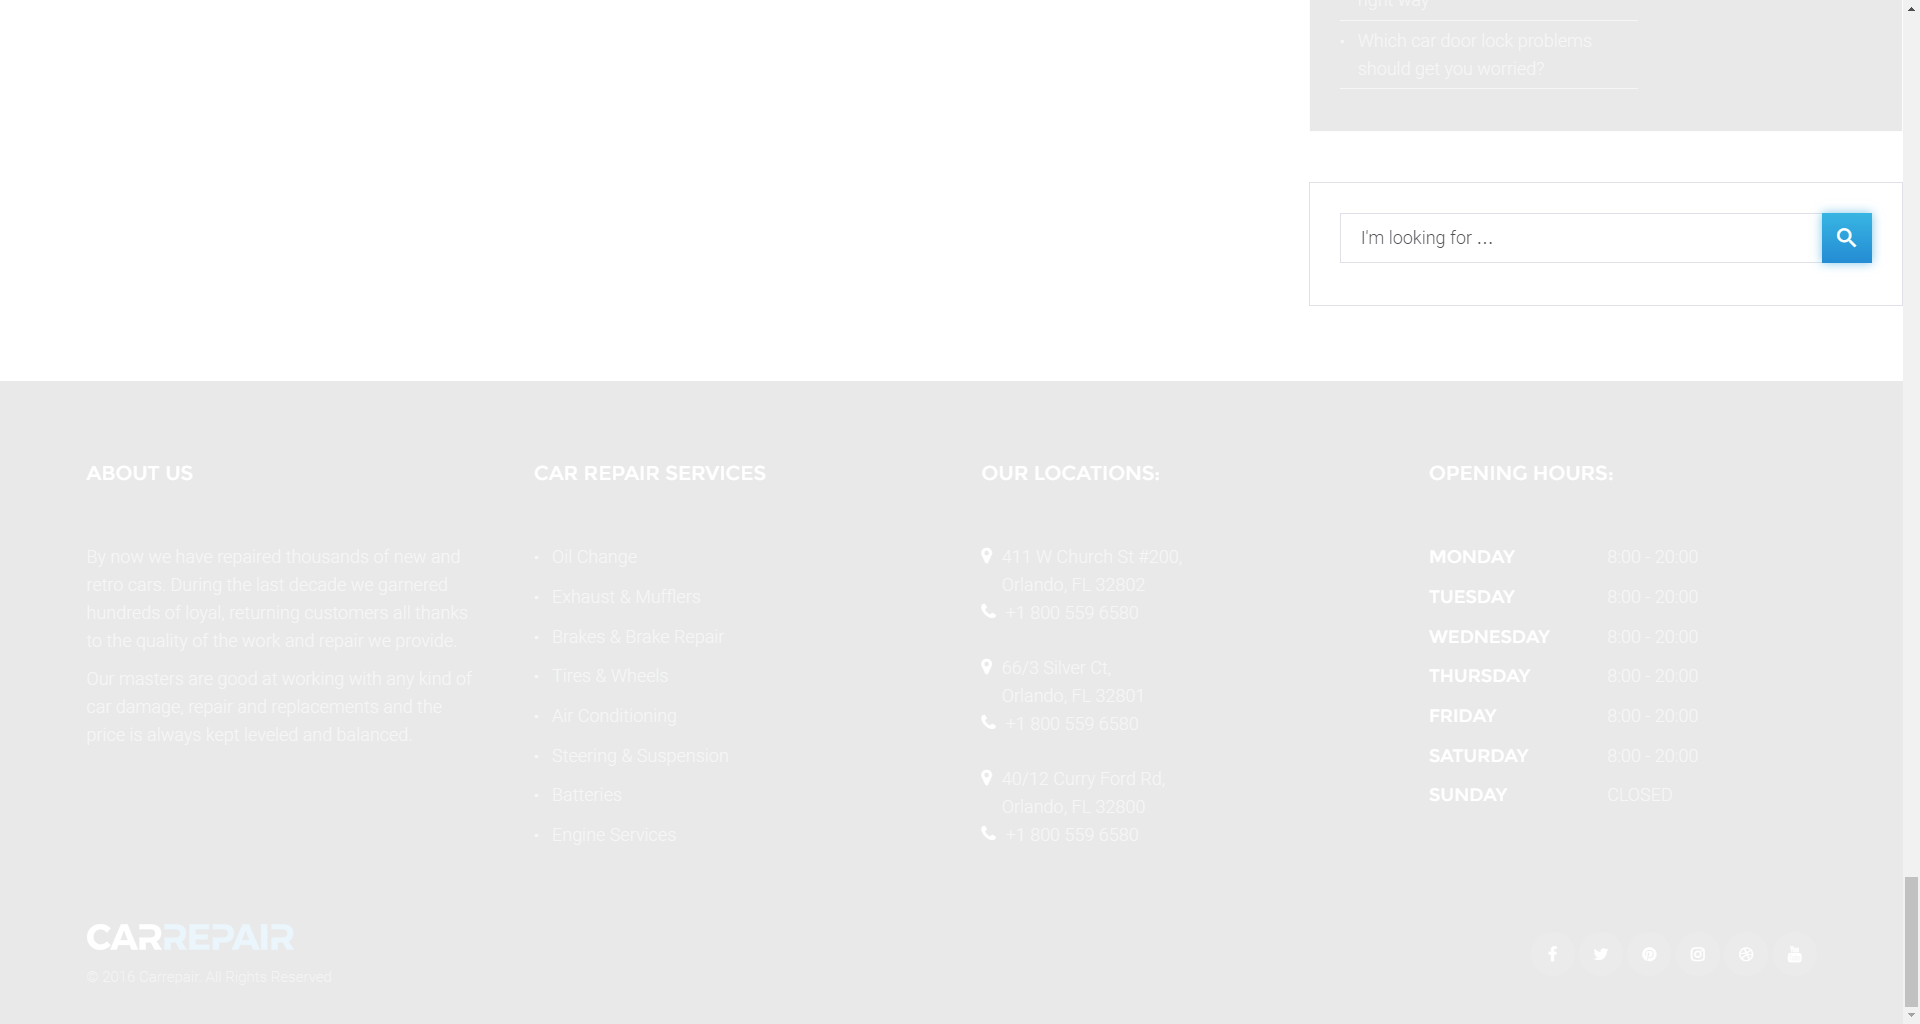 right way
Which car door lock problems
should get you worried?
I'm looking for ...
ABOUT US
By now we have repaired thousands of new and
retro cars. During the last decade we garnered
hundreds of loyal, returning customers all thanks
to the quality of the work and repair we provide.
Our masters are good at working with any kind of
car damage, repair and replacements and the
price is always kept leveled and balanced.
CAR REPAIR SERVICES
Oil Change
Exhaust & Mufflers
Brakes & Brake Repair
Tires & Wheels
Air Conditioning
Steering & Suspension
Batteries
Engine Services
OUR LOCATIONS:
411 W Church St #200,
Orlando, FL 32802
+1 800 559 6580
66/3 Silver Ct,
Orlando, FL 32801
+1 800 559 6580
40/12 Curry Ford Rd,
Orlando, FL 32800
+1 800 559 6580
OPENING HOURS:
MONDAY 8:00 - 20:00
TUESDAY 8:00 - 20:00
WEDNESDAY 8:00 - 20:00
THURSDAY 8:00 - 20:00
FRIDAY 8:00 - 20:00
SATURDAY 8:00 - 20:00
SUNDAY CLOSED
CARREPAIR
© 2016 Carrepair. All Rights Reserved